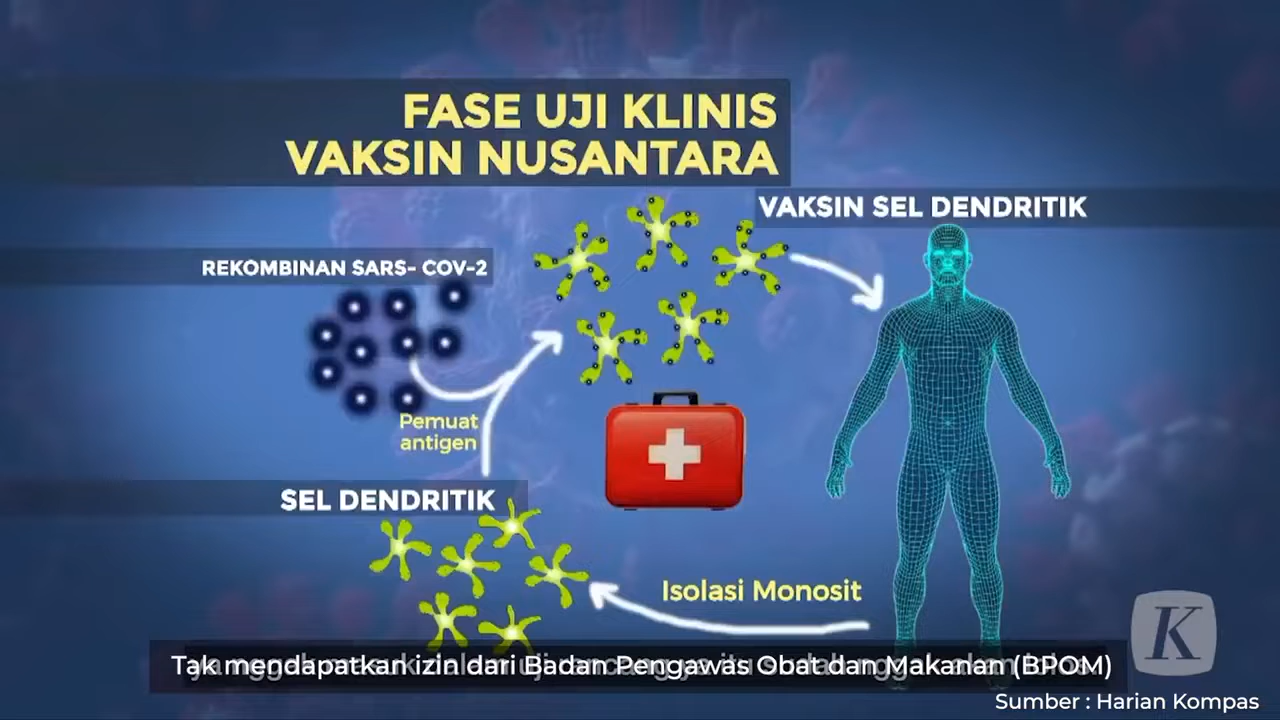 FASE UJI KLINIS
VAKSIN NUSANTARA
VAKSIN SEL DENDRITIK
REKOMBINAN SARS- COV-2
Pemuat
antigen
SEL DENDRITIK
Isolasi Monosit
K
Tak mendapatkan izin dari Badan Pengawas Obat dan Makanan (BPOM)
Sumber : Harian Kompas